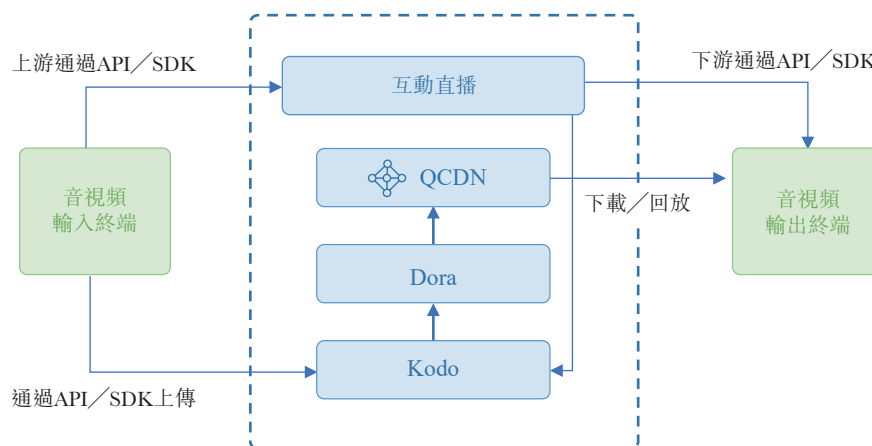 上游通過API／SDK
下游通過API／SDK
互動直播
QCDN
音視頻
輸入終端
下載／回放
音視頻
輸出終端
Dora
Kodo
通過API／SDK上傳